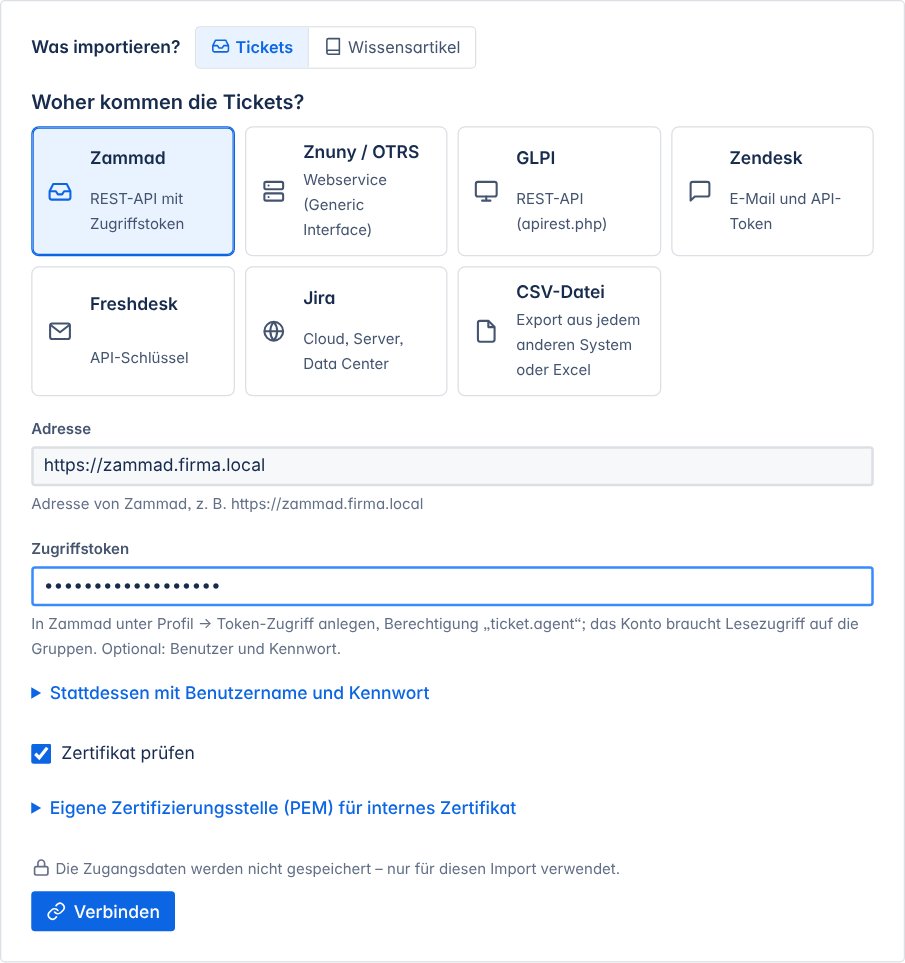 Was importieren?
Tickets
Wissensartikel
Woher kommen die Tickets?
Zammad
REST-API mit
Zugriffstoken
Znuny / OTRS
Webservice
(Generic
Interface)
GLPI
REST-API
(apirest.php)
Zendesk
E-Mail und API-
Token
Freshdesk
API-Schlüssel
Jira
Cloud, Server,
Data Center
CSV-Datei
Export aus jedem
anderen System
oder Excel
Adresse
https://zammad.firma.local
Adresse von Zammad, z. B. https://zammad.firma.local
Zugriffstoken
••••••••••••••••••
In Zammad unter Profil → Token-Zugriff anlegen, Berechtigung „ticket.agent“; das Konto braucht Lesezugriff auf die
Gruppen. Optional: Benutzer und Kennwort.
Stattdessen mit Benutzername und Kennwort
Zertifikat prüfen
Eigene Zertifizierungsstelle (PEM) für internes Zertifikat
Die Zugangsdaten werden nicht gespeichert – nur für diesen Import verwendet.
Verbinden